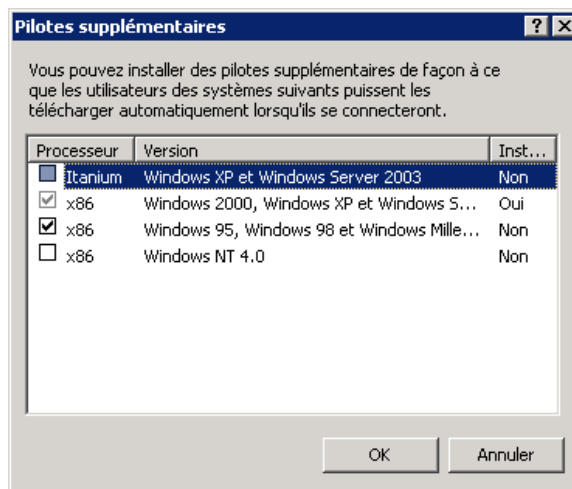 Pilotes supplémentaires
Vous pouvez installer des pilotes supplémentaires de façon à ce
que les utilisateurs des systèmes suivants puissent les
télécharger automatiquement lorsqu'ils se connecteront.
Processeur Version Inst...
Itanium Windows XP et Windows Server 2003 Non
x86 Windows 2000, Windows XP et Windows S... Oui
x86 Windows 95, Windows 98 et Windows Mille... Non
x86 Windows NT 4.0 Non
OK Annuler